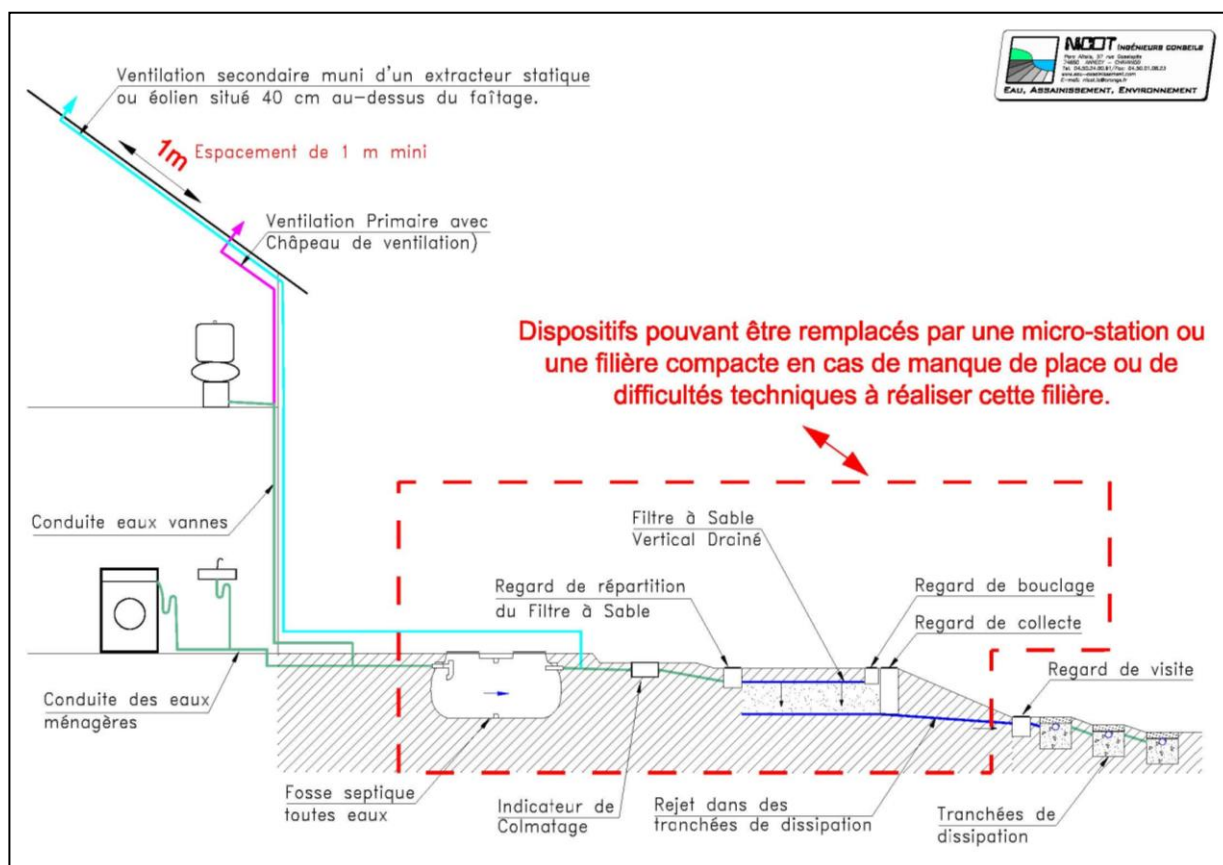 NICOT INGÉNIEURS CONSEILS
EAU, ASSAINISSEMENT, ENVIRONNEMENT
Ventilation secondaire muni d'un extracteur statique
ou éolien situé 40 cm au-dessus du faîtage.
1m
Espacement de 1 m mini
Ventilation Primaire avec
Châpeau de ventilation)
Dispositifs pouvant être remplacés par une micro-station ou
une filière compacte en cas de manque de place ou de
difficultés techniques à réaliser cette filière.
Conduite eaux vannes
Filtre à Sable
Vertical Drainé
Regard de répartition
du Filtre à Sable
Regard de bouclage
Regard de collecte
Regard de visite
Conduite des eaux
ménagères
Fosse septique
toutes eaux
Indicateur de
Colmatage
Rejet dans des
tranchées de dissipation
Tranchées de
dissipation